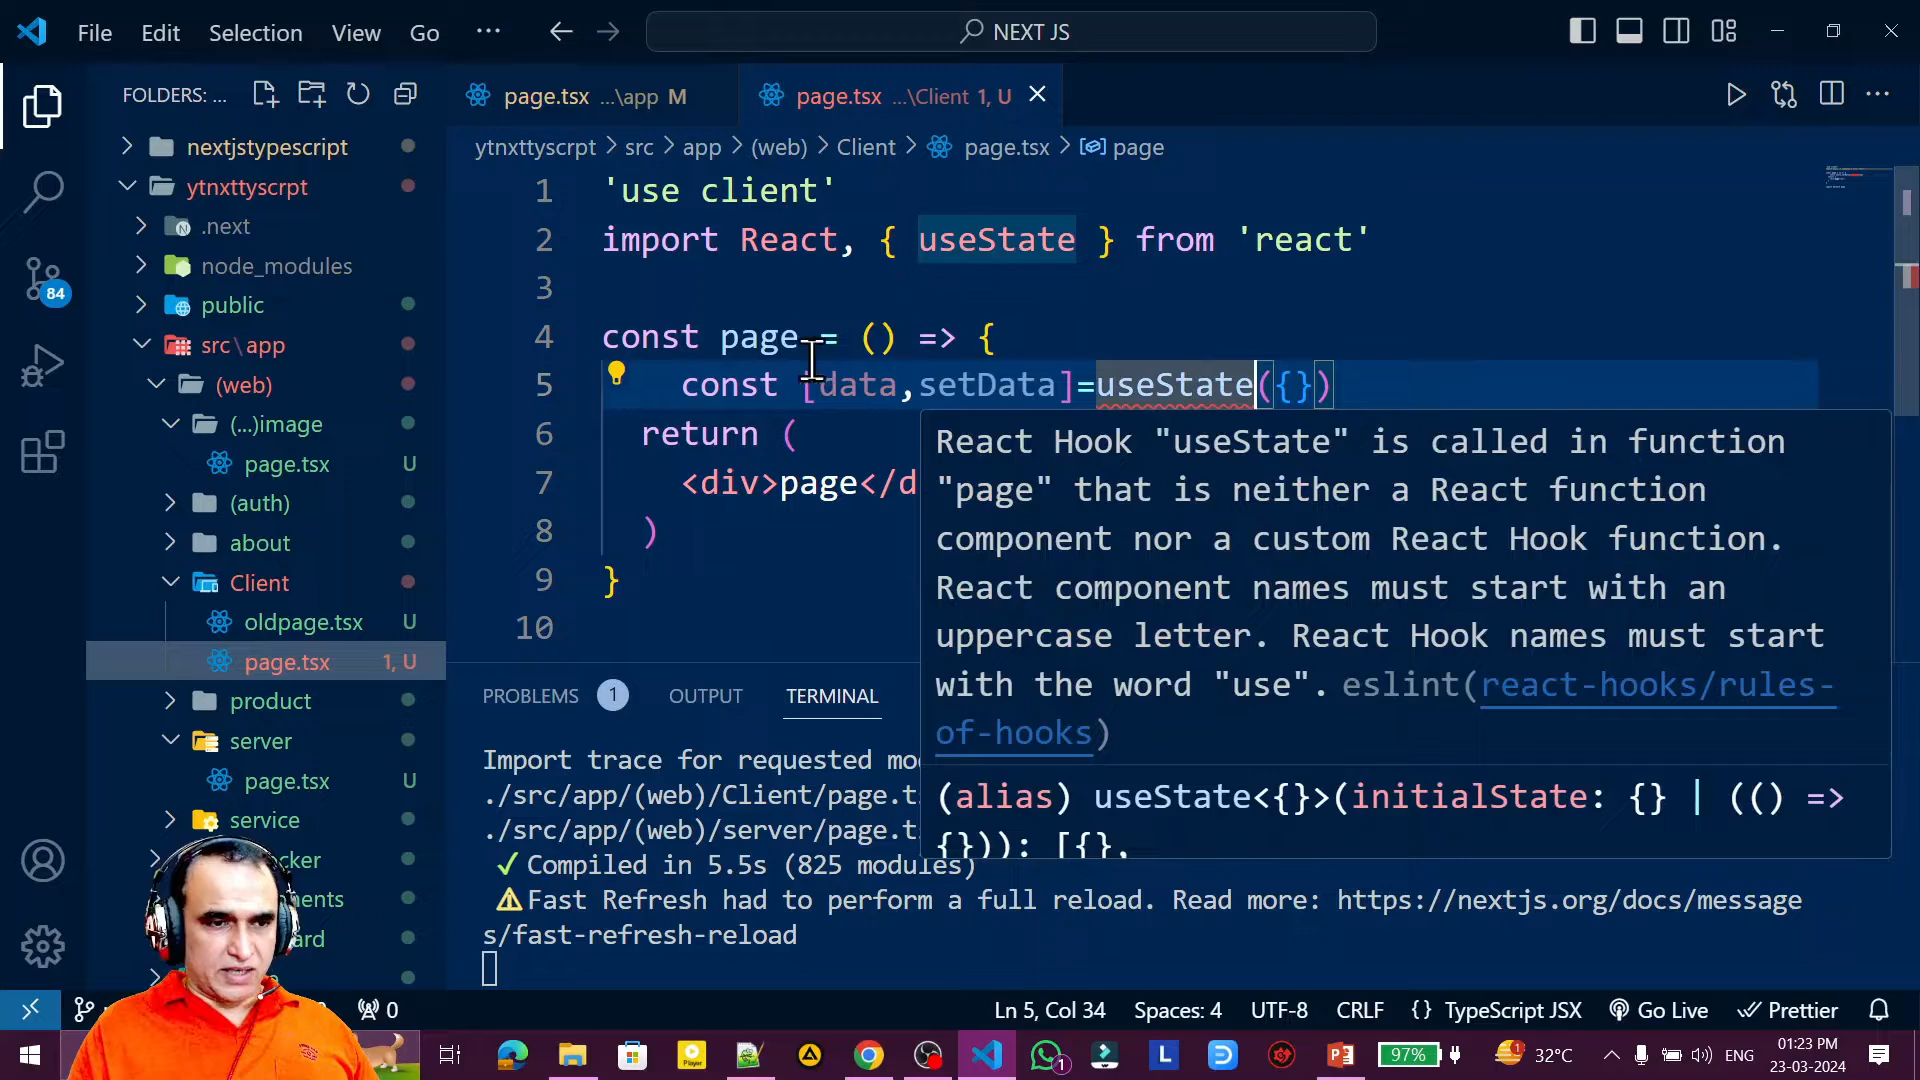 File Edit Selection View Go ··· NEXT JS
FOLDERS: ...
page.tsx ...\app M
page.tsx ...\Client 1, U
nextjstypescript
ytnxttyscrpt
.next
node_modules
public
src\app
(web)
(...)image
page.tsx U
(auth)
about
Client
oldpage.tsx U
page.tsx 1, U
product
server
page.tsx U
service
84
ytnxttyscrpt > src > app > (web) > Client > page.tsx > page
1 'use client'
2 import React, { useState } from 'react'
3
4 const page = () => {
5 const [data,setData]=useState({})
6 return (
7 <div>page</d
8 )
9 }
10
React Hook "useState" is called in function
"page" that is neither a React function
component nor a custom React Hook function.
React component names must start with an
uppercase letter. React Hook names must start
with the word "use". eslint(react-hooks/rules-
of-hooks)
(alias) useState<{}>(initialState: {} | (() =>
{})): [{},
PROBLEMS 1 OUTPUT TERMINAL
Import trace for requested mo
./src/app/(web)/Client/page.t
./src/app/(web)/server/page.t
✓ Compiled in 5.5s (825 modules)
⚠ Fast Refresh had to perform a full reload. Read more: https://nextjs.org/docs/message
s/fast-refresh-reload
0 Ln 5, Col 34 Spaces: 4 UTF-8 CRLF {} TypeScript JSX Go Live Prettier
97% 32°C ENG 01:23 PM
23-03-2024